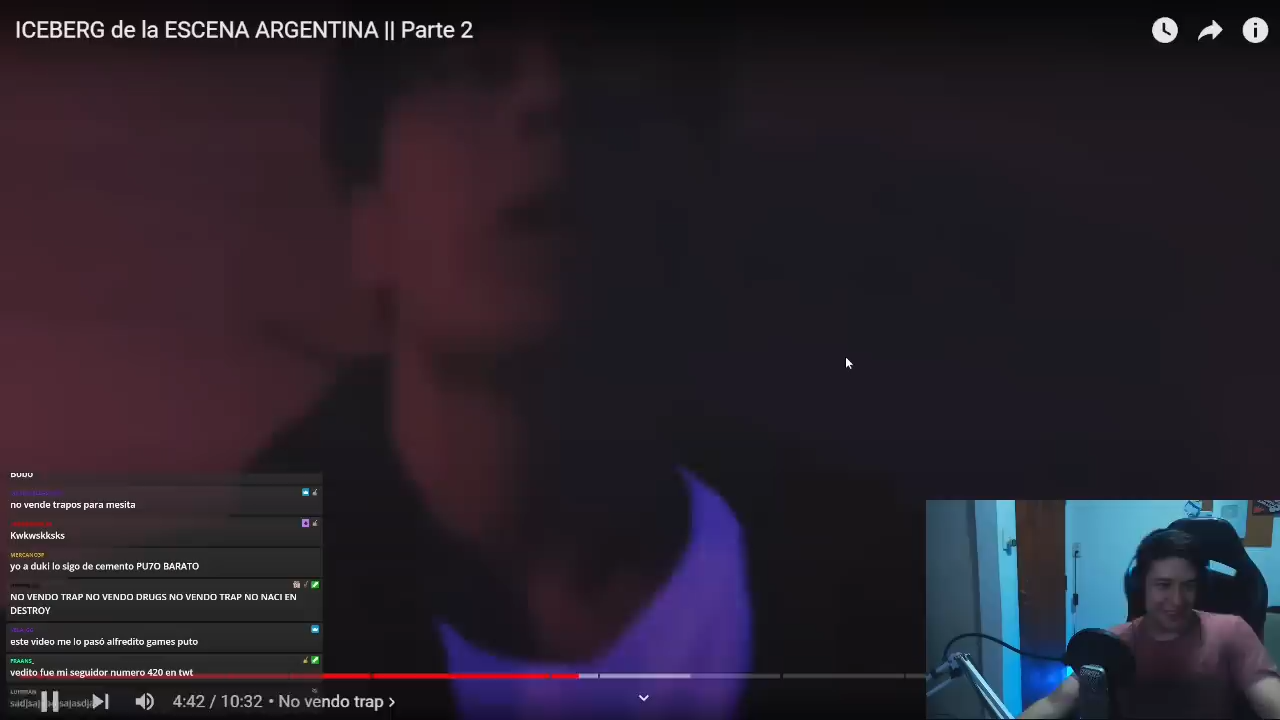 ICEBERG de la ESCENA ARGENTINA || Parte 2
BOBO
no vende trapos para mesita
Kwkwskksks
MERCANOSP
yo a duki lo sigo de cemento PU7O BARATO
NO VENDO TRAP NO VENDO DRUGS NO VENDO TRAP NO NACI EN
DESTROY
este video me lo pasó alfredito games puto
FRAANS_
vedito fue mi seguidor numero 420 en twt
4:42 / 10:32 • No vendo trap >